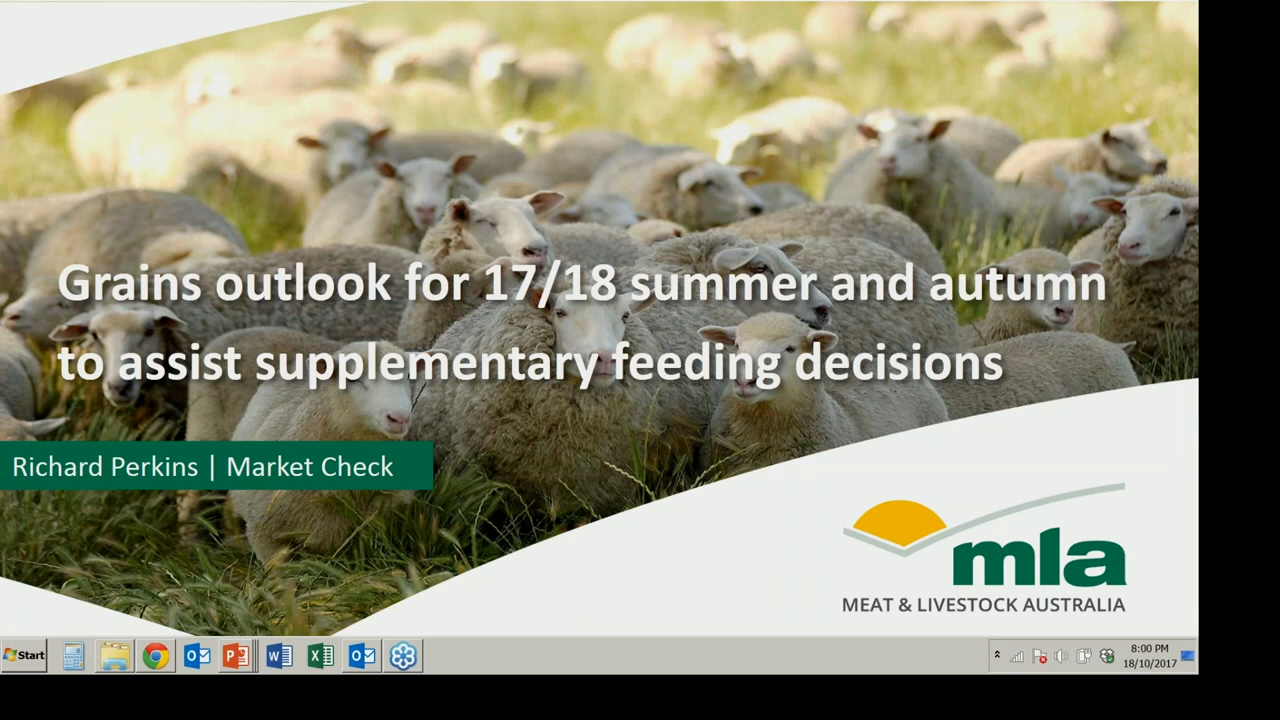 Grains outlook for 17/18 summer and autumn
to assist supplementary feeding decisions
Richard Perkins | Market Check
mla
MEAT & LIVESTOCK AUSTRALIA
Start
8:00 PM
18/10/2017